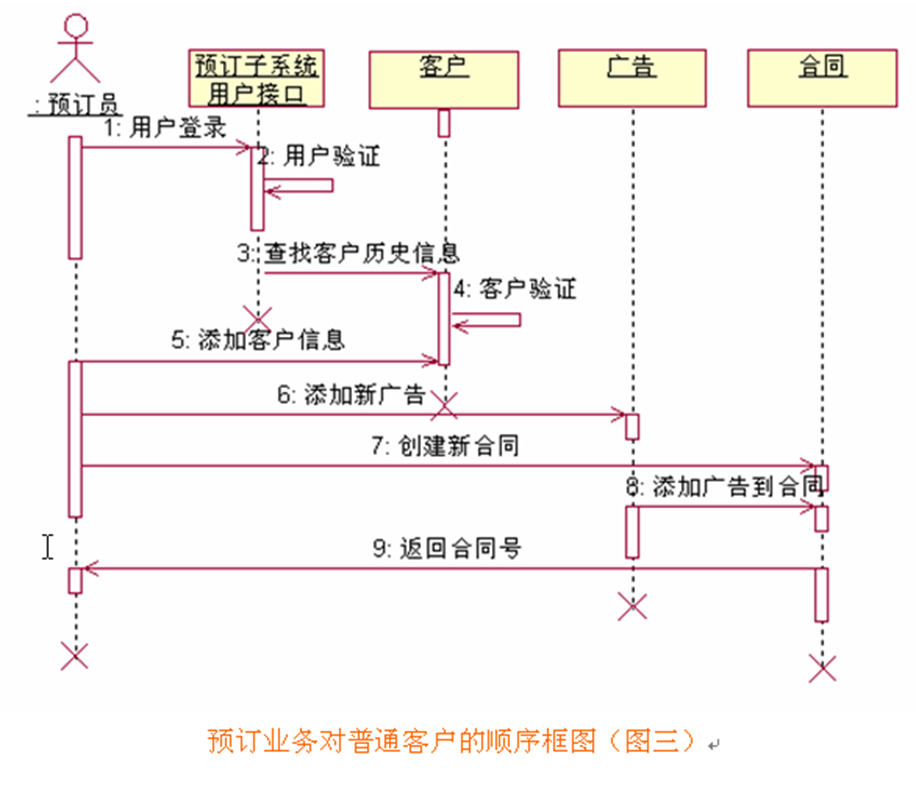 预订子系统
用户接口
客户
广告
合同
: 预订员
1: 用户登录
2: 用户验证
3: 查找客户历史信息
4: 客户验证
5: 添加客户信息
6: 添加新广告
7: 创建新合同
8: 添加广告到合同
9: 返回合同号
预订业务对普通客户的顺序框图（图三）